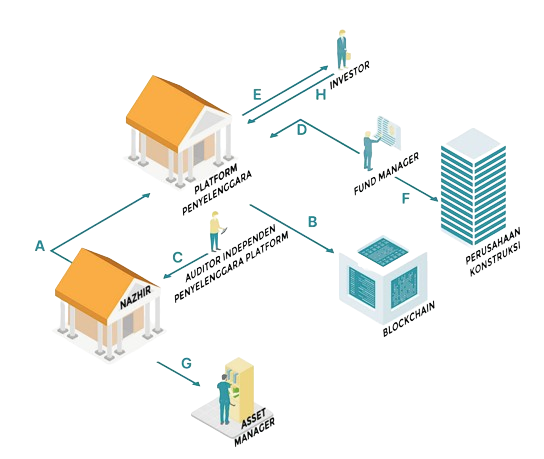 E
H
INVESTOR
D
PLATFORM
PENYELENGGARA
FUND MANAGER
F
A
B
C
AUDITOR INDEPENDEN
PENYELENGGARA PLATFORM
PERUSAHAAN
KONSTRUKSI
NAZHIR
BLOCKCHAIN
G
ASSET
MANAGER